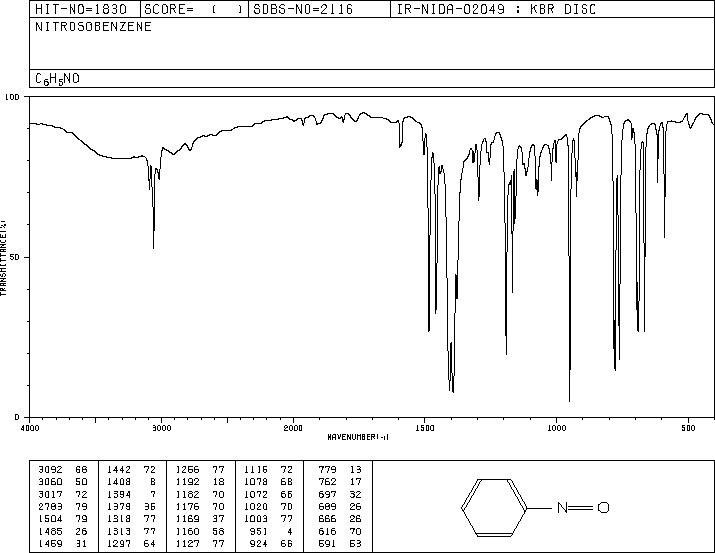 HIT-NO=1830 SCORE= ( ) SDBS-NO=2116 IR-NIDA-02049 : KBR DISC
NITROSOBENZENE
C6H5NO
100
50
0
TRANSMITTANCE(%)
4000 3000 2000 1500 1000 500
WAVENUMBER(-1)
3092 68 1442 72 1256 77 1115 72 779 13
3060 50 1408 8 1192 18 1078 68 762 17
3017 72 1394 7 1182 70 1072 66 697 32
2783 79 1379 36 1176 70 1020 70 689 26
1504 79 1318 77 1169 37 1003 77 666 26
1485 26 1313 77 1160 58 951 4 616 70
1459 31 1297 64 1127 77 924 66 591 53
N O